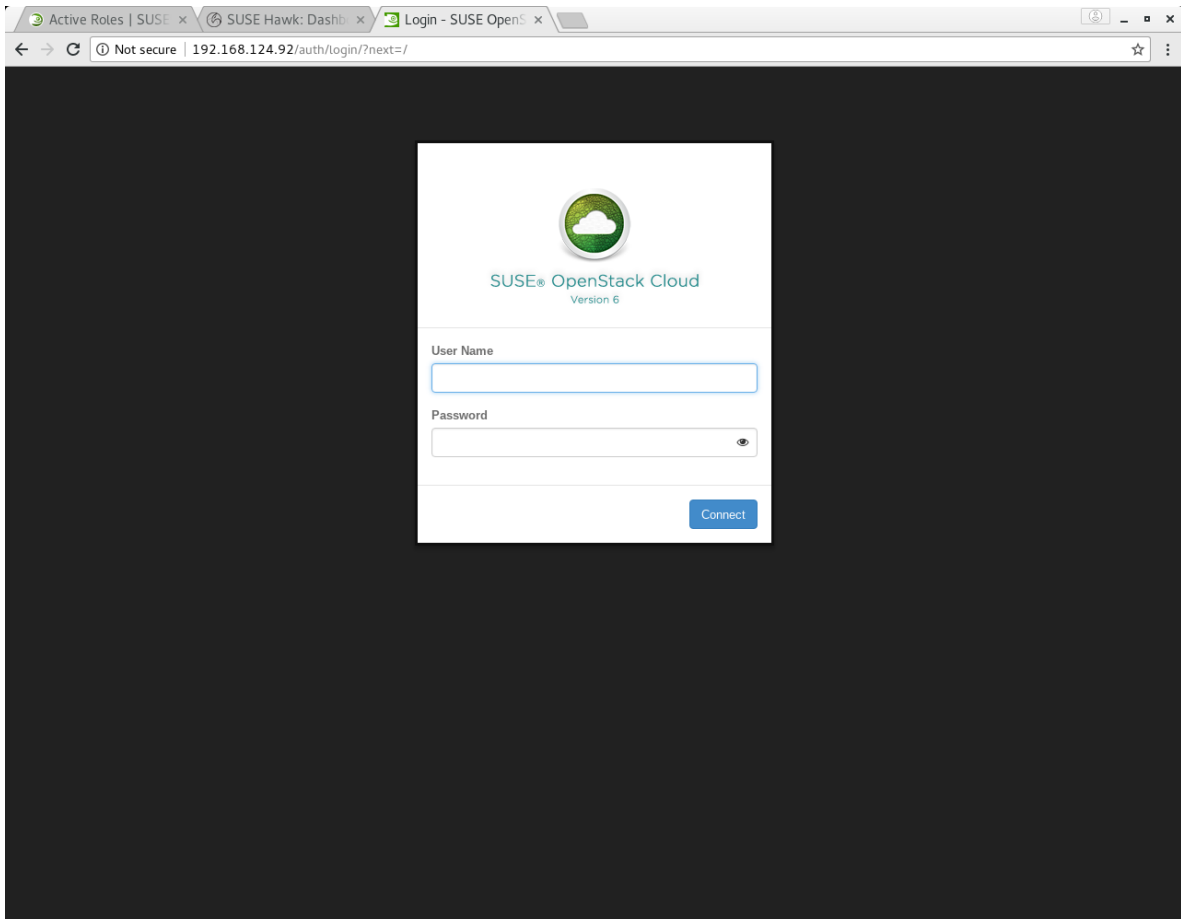 Active Roles | SUSE
SUSE Hawk: Dashb
Login - SUSE OpenS
Not secure | 192.168.124.92/auth/login/?next=/
SUSE® OpenStack Cloud
Version 6
User Name
Password
Connect